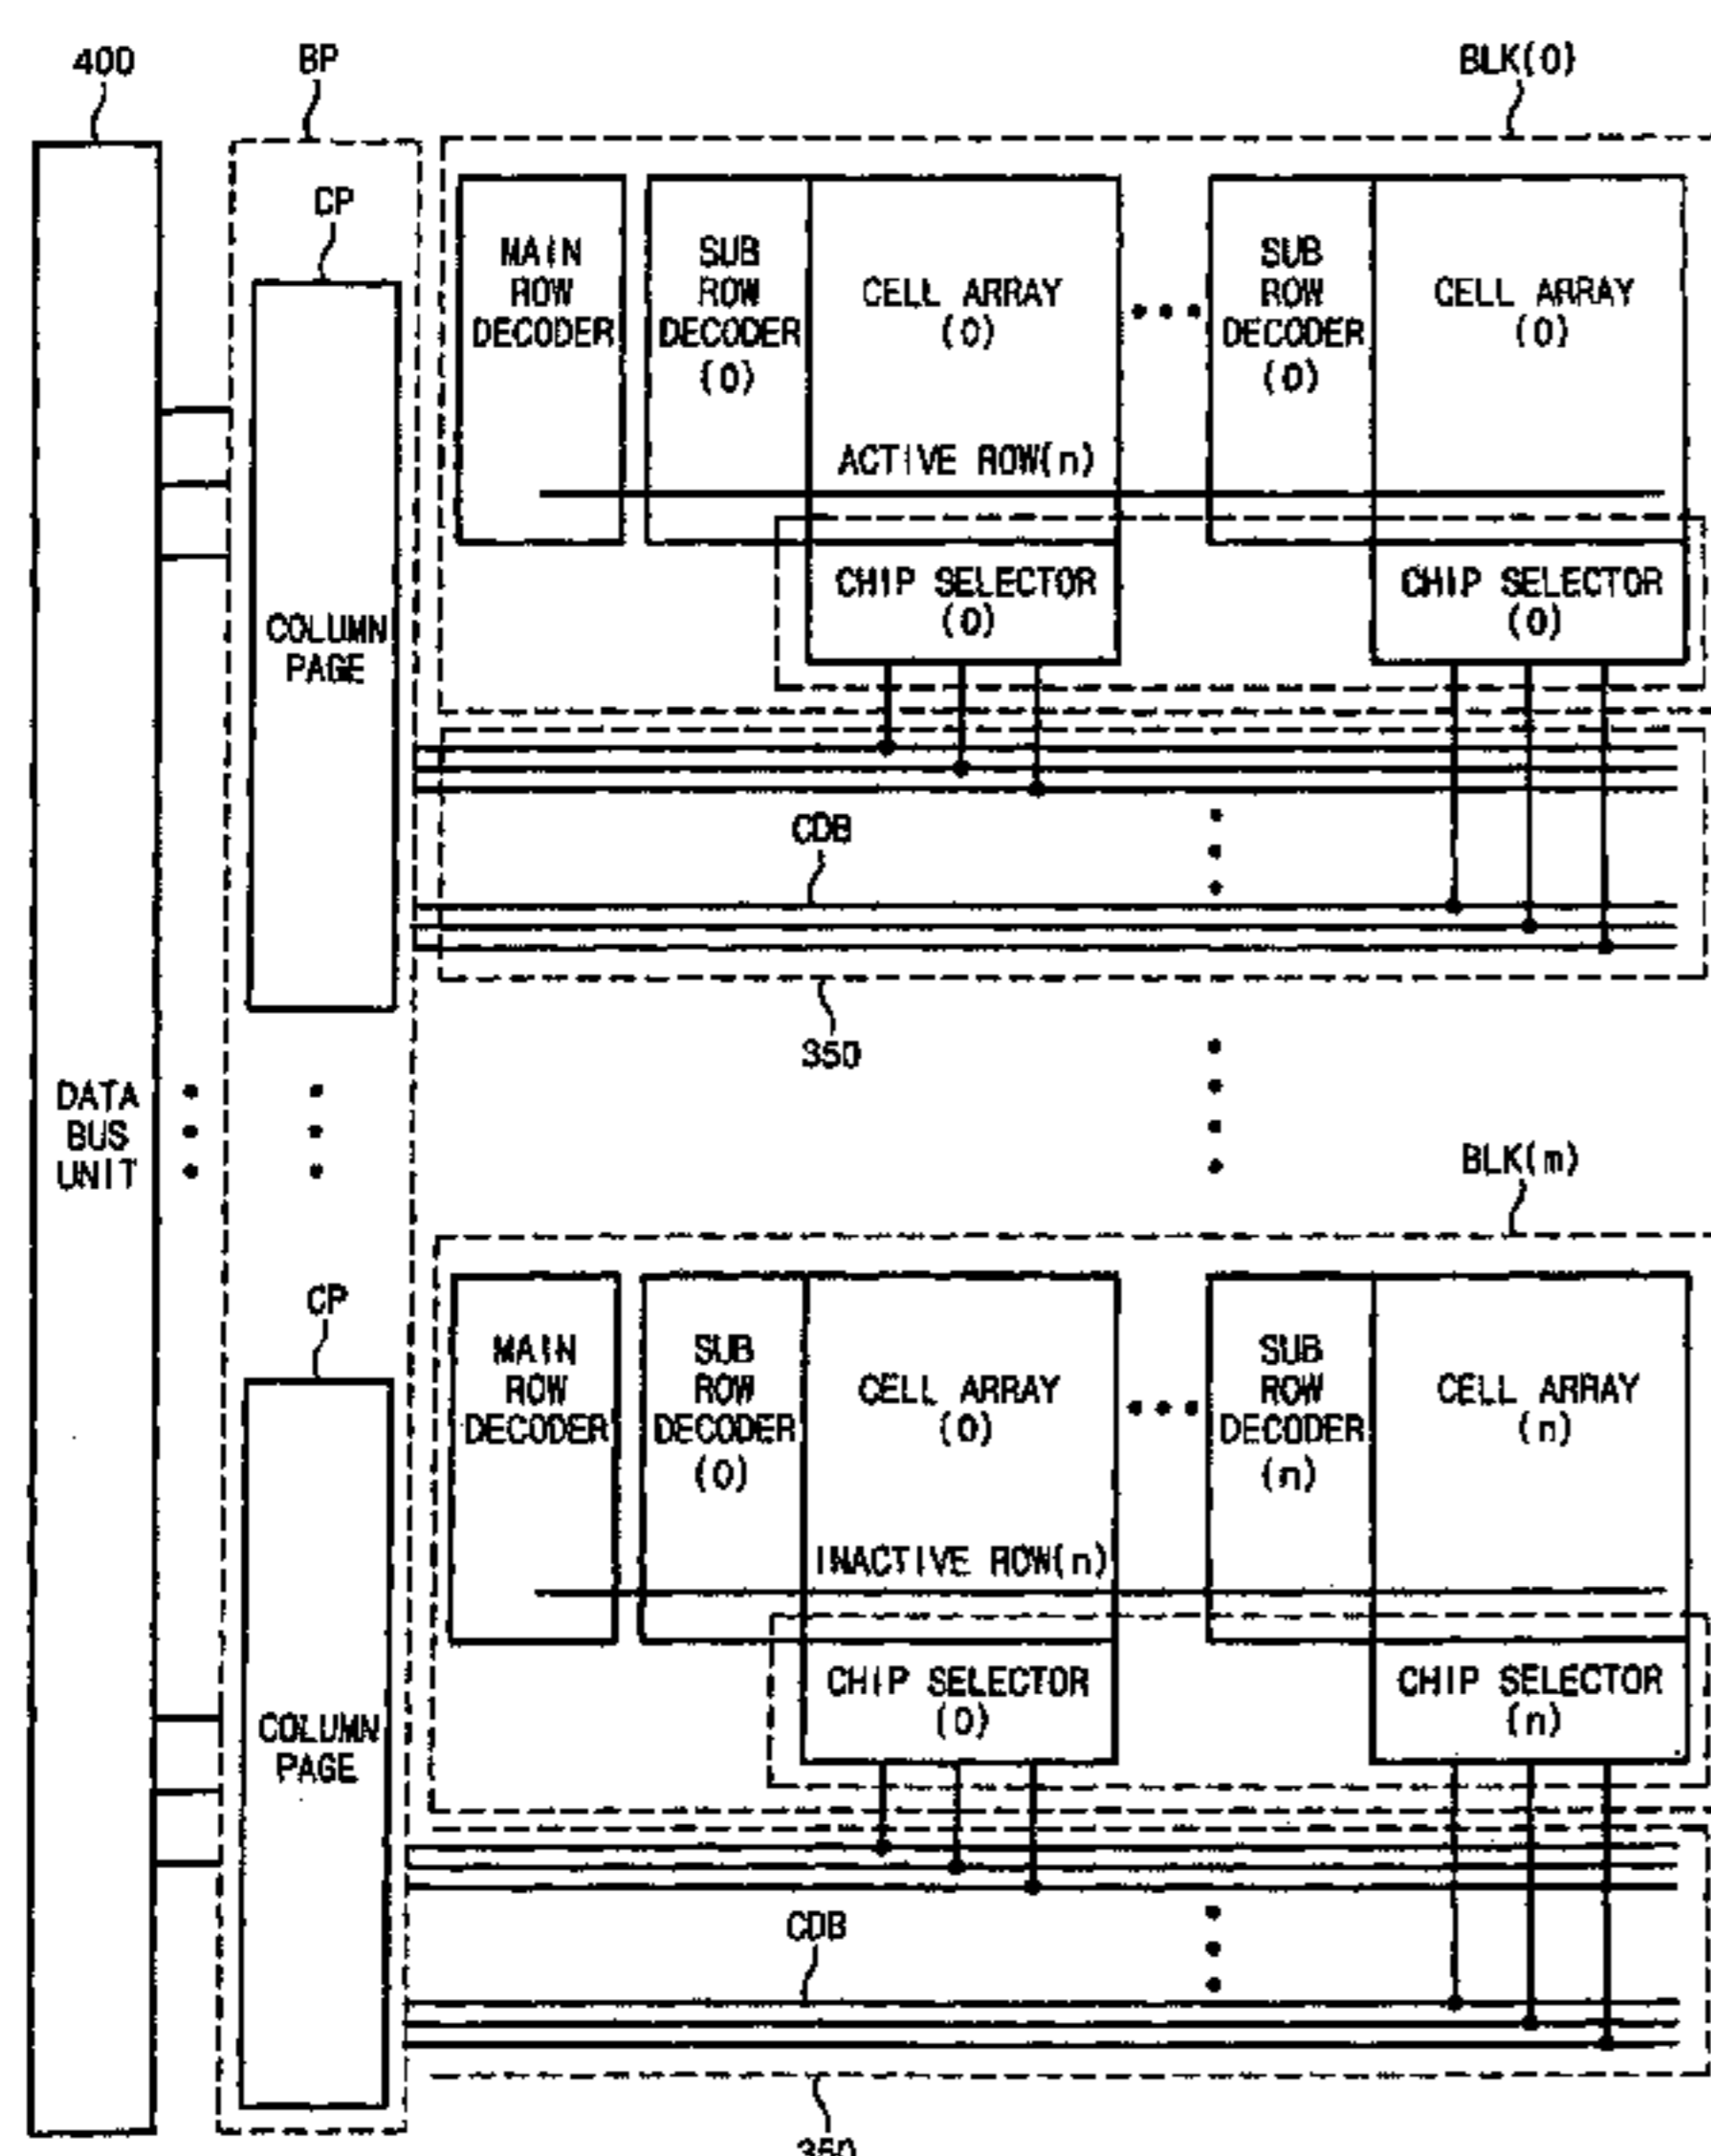 400
BP
BLK(0)
CP
MAIN
ROW
DECODER
SUB
ROW
DECODER
(0)
CELL ARRAY
(0)
SUB
ROW
DECODER
(0)
CELL ARRAY
(0)
ACTIVE ROW(n)
CHIP SELECTOR
(0)
CHIP SELECTOR
(0)
COLUMN
PAGE
CDB
350
DATA
BUS
UNIT
BLK(m)
CP
MAIN
ROW
DECODER
SUB
ROW
DECODER
(0)
CELL ARRAY
(0)
SUB
ROW
DECODER
(n)
CELL ARRAY
(n)
INACTIVE ROW(n)
CHIP SELECTOR
(0)
CHIP SELECTOR
(n)
COLUMN
PAGE
CDB
350